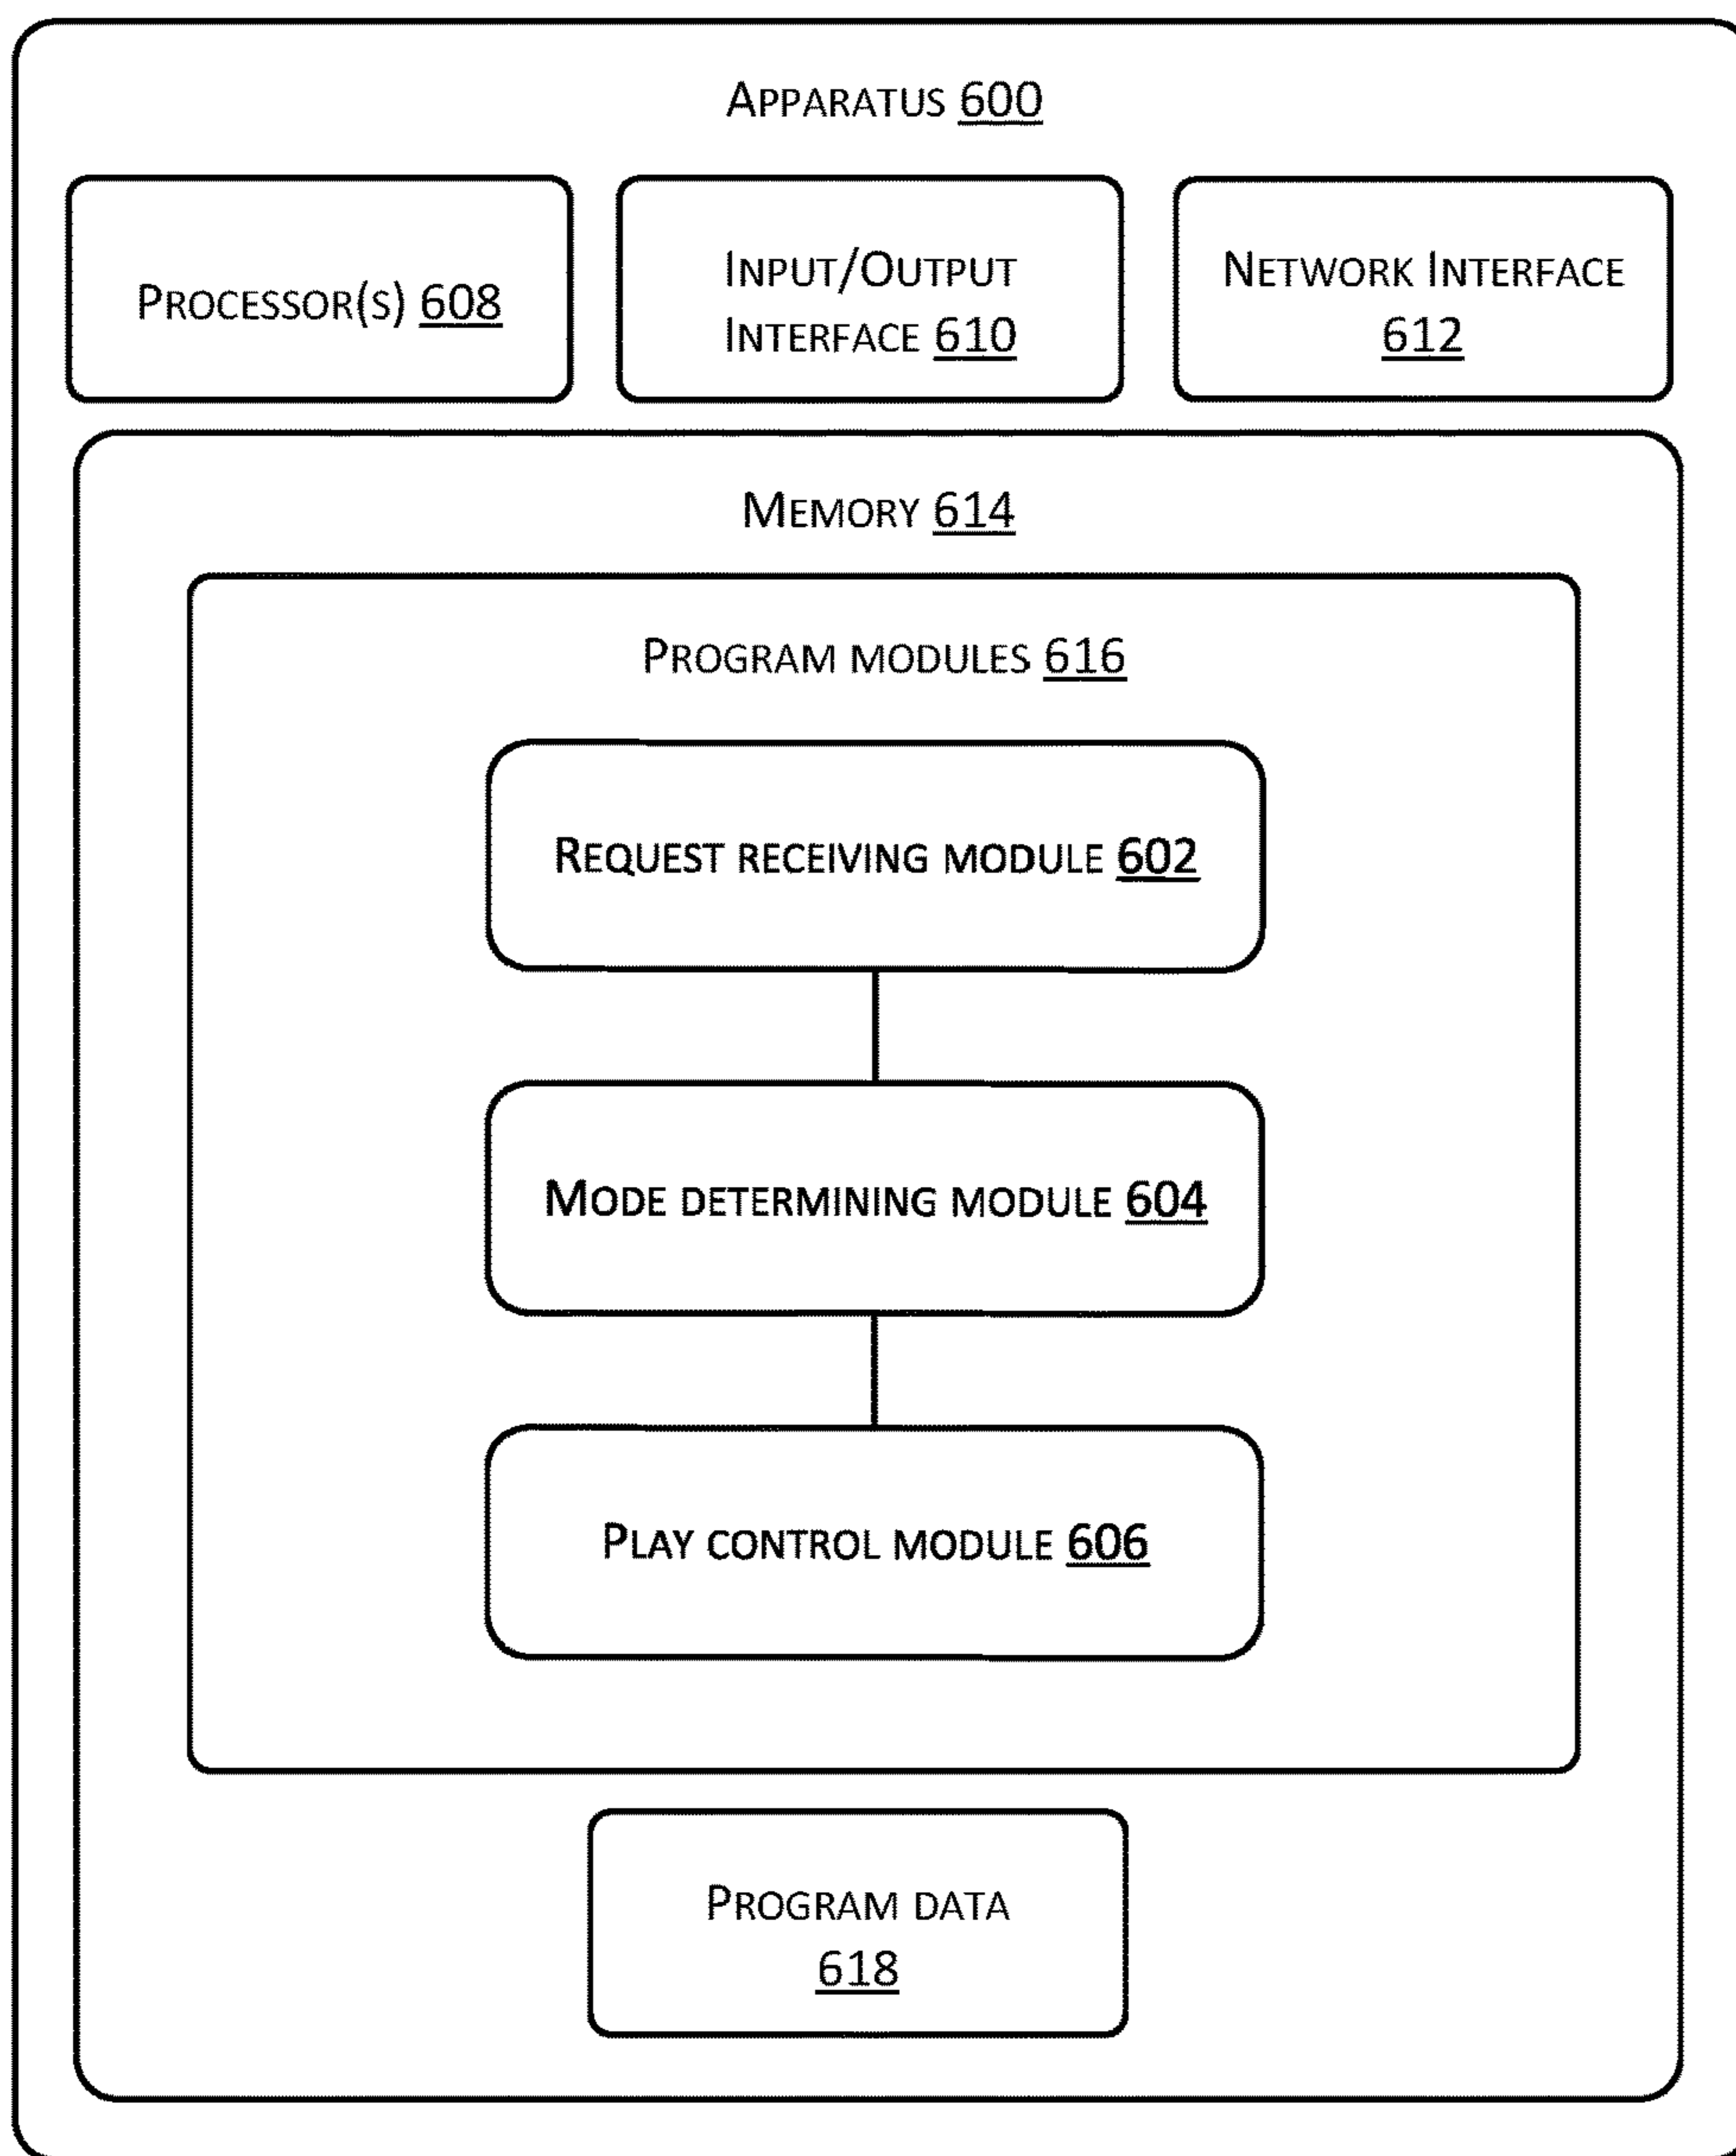 APPARATUS 600
PROCESSOR(S) 608
INPUT/OUTPUT
INTERFACE 610
NETWORK INTERFACE
612
MEMORY 614
PROGRAM MODULES 616
REQUEST RECEIVING MODULE 602
MODE DETERMINING MODULE 604
PLAY CONTROL MODULE 606
PROGRAM DATA
618